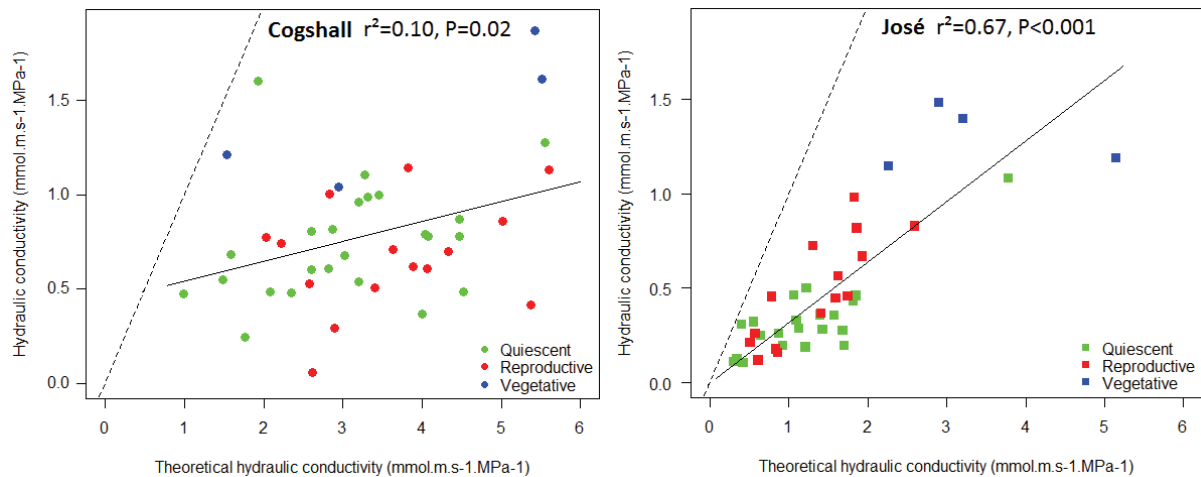 Cogshall r²=0.10, P=0.02
Hydraulic conductivity (mmol.m.s-1.MPa-1)
1.5
1.0
0.5
0.0
Quiescent
Reproductive
Vegetative
0 1 2 3 4 5 6
Theoretical hydraulic conductivity (mmol.m.s-1.MPa-1)
José r²=0.67, P<0.001
Hydraulic conductivity (mmol.m.s-1.MPa-1)
1.5
1.0
0.5
0.0
Quiescent
Reproductive
Vegetative
0 1 2 3 4 5 6
Theoretical hydraulic conductivity (mmol.m.s-1.MPa-1)